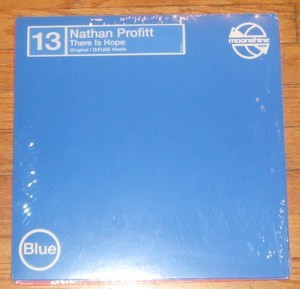 13
Nathan Profitt
There Is Hope
Original / D:FUSE Remix
moonshine
Blue